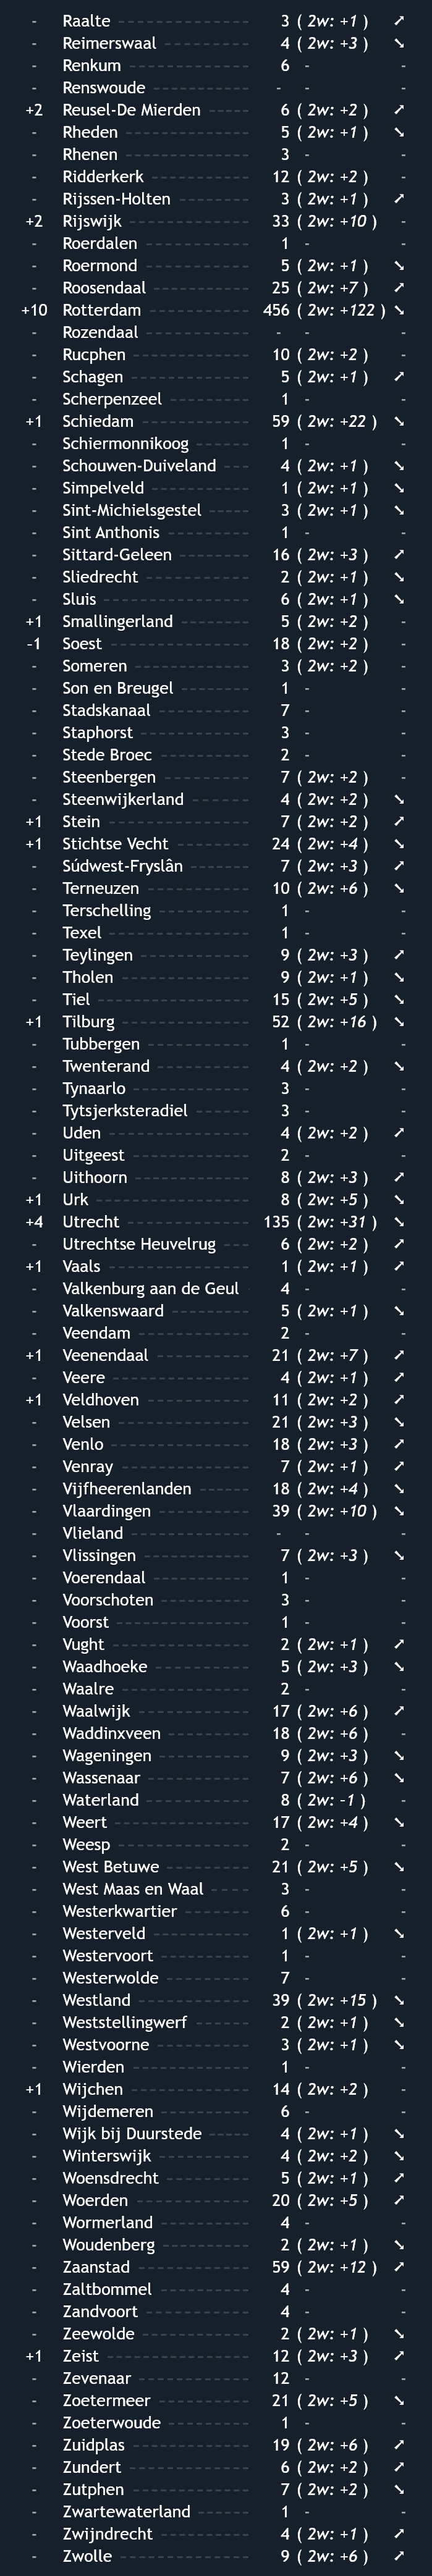 - Raalte 3 ( 2w: +1 ) ➚
- Reimerswaal 4 ( 2w: +3 ) ➘
- Renkum 6 - -
- Renswoude - - -
+2 Reusel-De Mierden 6 ( 2w: +2 ) ➚
- Rheden 5 ( 2w: +1 ) ➘
- Rhenen 3 - -
- Ridderkerk 12 ( 2w: +2 ) -
- Rijssen-Holten 3 ( 2w: +1 ) ➚
+2 Rijswijk 33 ( 2w: +10 ) -
- Roerdalen 1 - -
- Roermond 5 ( 2w: +1 ) ➘
- Roosendaal 25 ( 2w: +7 ) ➚
+10 Rotterdam 456 ( 2w: +122 ) ➘
- Rozendaal - - -
- Rucphen 10 ( 2w: +2 ) -
- Schagen 5 ( 2w: +1 ) ➚
- Scherpenzeel 1 - -
+1 Schiedam 59 ( 2w: +22 ) ➘
- Schiermonnikoog 1 - -
- Schouwen-Duiveland 4 ( 2w: +1 ) ➘
- Simpelveld 1 ( 2w: +1 ) ➘
- Sint-Michielsgestel 3 ( 2w: +1 ) ➘
- Sint Anthonis 1 - -
- Sittard-Geleen 16 ( 2w: +3 ) ➚
- Sliedrecht 2 ( 2w: +1 ) ➘
- Sluis 6 ( 2w: +1 ) ➘
+1 Smallingerland 5 ( 2w: +2 ) -
-1 Soest 18 ( 2w: +2 ) -
- Someren 3 ( 2w: +2 ) -
- Son en Breugel 1 - -
- Stadskanaal 7 - -
- Staphorst 3 - -
- Stede Broec 2 - -
- Steenbergen 7 ( 2w: +2 ) -
- Steenwijkerland 4 ( 2w: +2 ) ➘
+1 Stein 7 ( 2w: +2 ) ➚
+1 Stichtse Vecht 24 ( 2w: +4 ) ➘
- Súdwest-Fryslân 7 ( 2w: +3 ) ➚
- Terneuzen 10 ( 2w: +6 ) ➘
- Terschelling 1 - -
- Texel 1 - -
- Teylingen 9 ( 2w: +3 ) ➚
- Tholen 9 ( 2w: +1 ) ➘
- Tiel 15 ( 2w: +5 ) ➘
+1 Tilburg 52 ( 2w: +16 ) ➘
- Tubbergen 1 - -
- Twenterand 4 ( 2w: +2 ) ➘
- Tynaarlo 3 - -
- Tytsjerksteradiel 3 - -
- Uden 4 ( 2w: +2 ) ➚
- Uitgeest 2 - -
- Uithoorn 8 ( 2w: +3 ) ➚
+1 Urk 8 ( 2w: +5 ) ➘
+4 Utrecht 135 ( 2w: +31 ) ➘
- Utrechtse Heuvelrug 6 ( 2w: +2 ) ➚
+1 Vaals 1 ( 2w: +1 ) ➚
- Valkenburg aan de Geul 4 - -
- Valkenswaard 5 ( 2w: +1 ) ➘
- Veendam 2 - -
+1 Veenendaal 21 ( 2w: +7 ) ➚
- Veere 4 ( 2w: +1 ) ➚
+1 Veldhoven 11 ( 2w: +2 ) ➚
- Velsen 21 ( 2w: +3 ) ➘
- Venlo 18 ( 2w: +3 ) ➚
- Venray 7 ( 2w: +1 ) ➚
- Vijfheerenlanden 18 ( 2w: +4 ) ➘
- Vlaardingen 39 ( 2w: +10 ) ➘
- Vlieland - - -
- Vlissingen 7 ( 2w: +3 ) ➘
- Voerendaal 1 - -
- Voorschoten 3 - -
- Voorst 1 - -
- Vught 2 ( 2w: +1 ) ➚
- Waadhoeke 5 ( 2w: +3 ) ➘
- Waalre 2 - -
- Waalwijk 17 ( 2w: +6 ) ➚
- Waddinxveen 18 ( 2w: +6 ) -
- Wageningen 9 ( 2w: +3 ) ➘
- Wassenaar 7 ( 2w: +6 ) ➘
- Waterland 8 ( 2w: -1 ) -
- Weert 17 ( 2w: +4 ) ➘
- Weesp 2 - -
- West Betuwe 21 ( 2w: +5 ) ➘
- West Maas en Waal 3 - -
- Westerkwartier 6 - -
- Westerveld 1 ( 2w: +1 ) ➘
- Westervoort 1 - -
- Westerwolde 7 - -
- Westland 39 ( 2w: +15 ) ➘
- Weststellingwerf 2 ( 2w: +1 ) ➘
- Westvoorne 3 ( 2w: +1 ) ➘
- Wierden 1 - -
+1 Wijchen 14 ( 2w: +2 ) -
- Wijdemeren 6 - -
- Wijk bij Duurstede 4 ( 2w: +1 ) ➘
- Winterswijk 4 ( 2w: +2 ) ➘
- Woensdrecht 5 ( 2w: +1 ) ➚
- Woerden 20 ( 2w: +5 ) ➚
- Wormerland 4 - -
- Woudenberg 2 ( 2w: +1 ) ➘
- Zaanstad 59 ( 2w: +12 ) ➚
- Zaltbommel 4 - -
- Zandvoort 4 - -
- Zeewolde 2 ( 2w: +1 ) ➘
+1 Zeist 12 ( 2w: +3 ) ➚
- Zevenaar 12 - -
- Zoetermeer 21 ( 2w: +5 ) ➘
- Zoeterwoude 1 - -
- Zuidplas 19 ( 2w: +6 ) ➚
- Zundert 6 ( 2w: +2 ) ➚
- Zutphen 7 ( 2w: +2 ) ➘
- Zwartewaterland 1 - -
- Zwijndrecht 4 ( 2w: +1 ) ➚
- Zwolle 9 ( 2w: +6 ) ➚